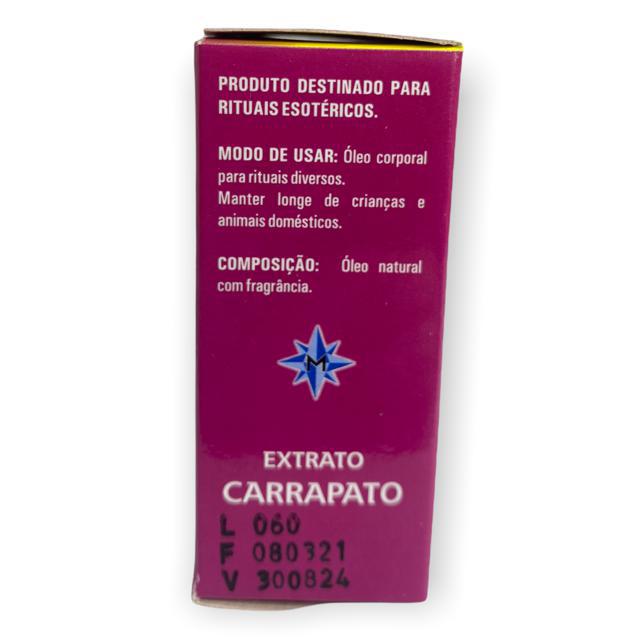 PRODUTO DESTINADO PARA
RITUAIS ESOTÉRICOS.
MODO DE USAR: Óleo corporal
para rituais diversos.
Manter longe de crianças e
animais domésticos.
COMPOSIÇÃO: Óleo natural
com fragrância.
M
EXTRATO
CARRAPATO
L 060
F 080321
V 300824